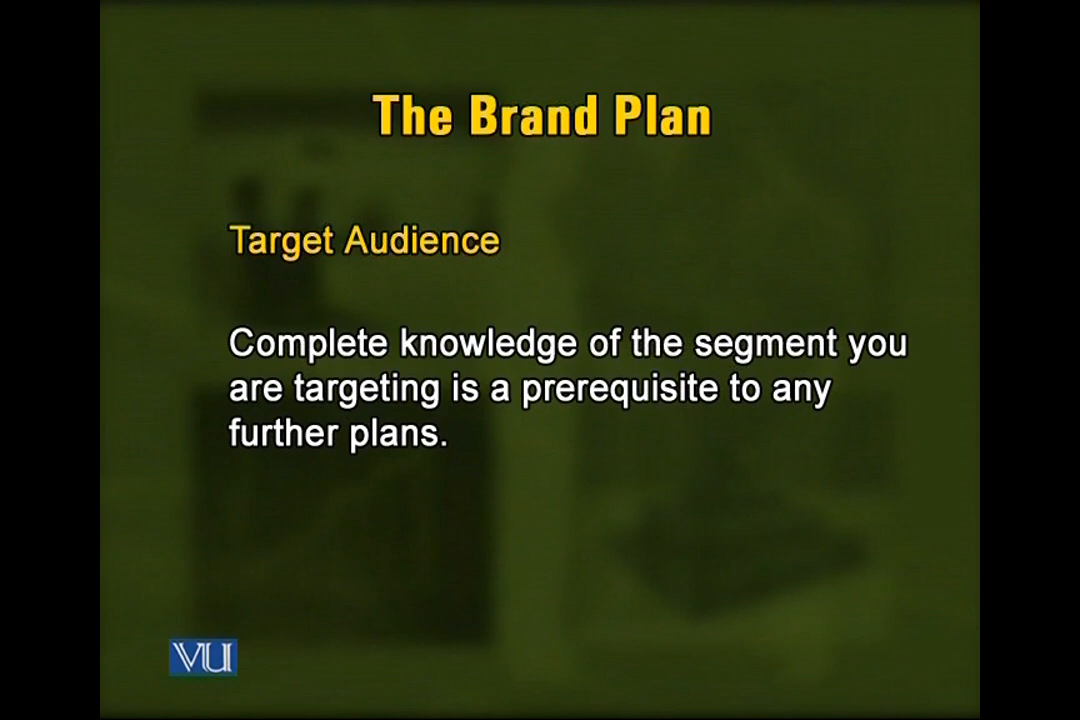 The Brand Plan
Target Audience
Complete knowledge of the segment you
are targeting is a prerequisite to any
further plans.
VU